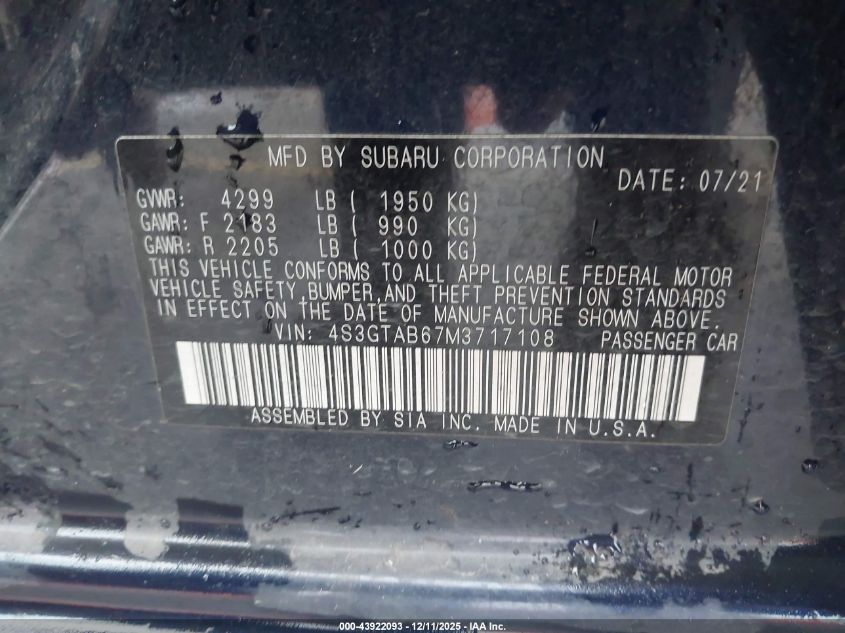 MFD BY SUBARU CORPORATION
DATE: 07/21
GVWR: 4299 LB ( 1950 KG)
GAWR: F 2183 LB ( 990 KG)
GAWR: R 2205 LB ( 1000 KG)
THIS VEHICLE CONFORMS TO ALL APPLICABLE FEDERAL MOTOR
VEHICLE SAFETY,BUMPER,AND THEFT PREVENTION STANDARDS
IN EFFECT ON THE DATE OF MANUFACTURE SHOWN ABOVE.
VIN: 4S3GTAB67M3717108 PASSENGER CAR
ASSEMBLED BY SIA INC. MADE IN U.S.A.
000-43922093 - 12/11/2025 - IAA Inc.